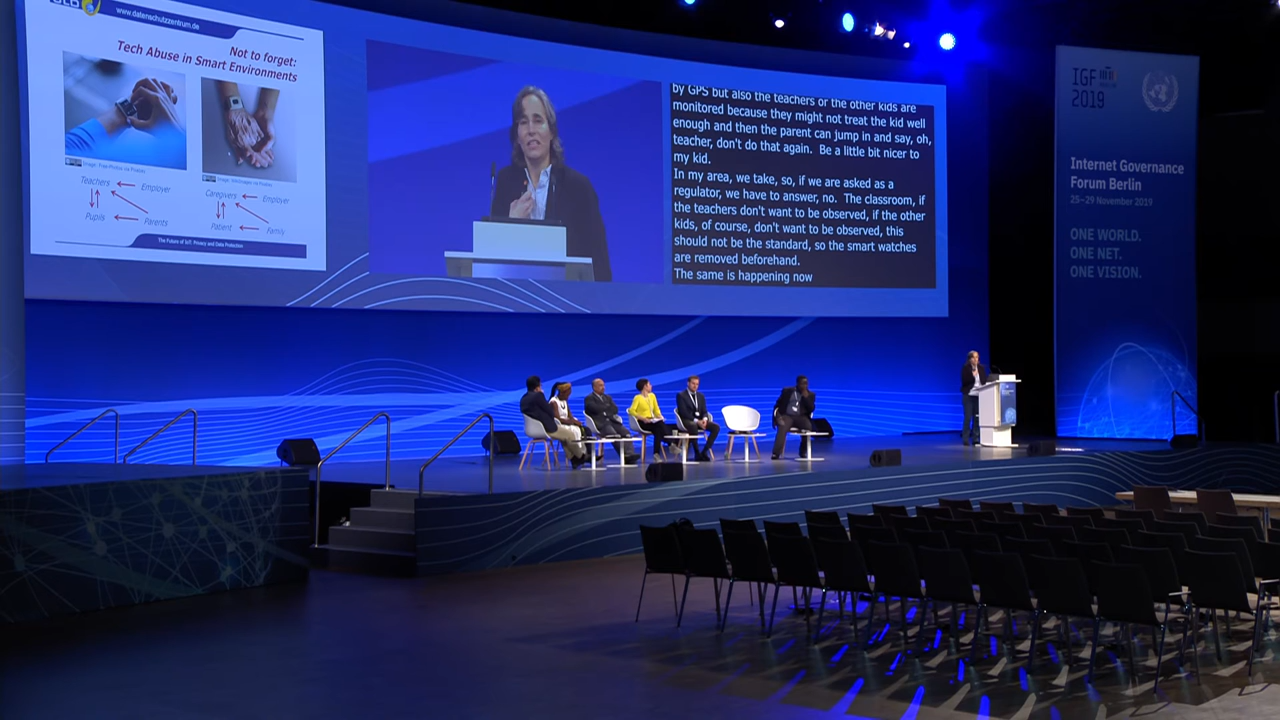 www.datenschutzzentrum.de
Not to forget:
Tech Abuse in Smart Environments
Image: Free-Photos via Pixabay
Teachers
Employer
Pupils
Parents
Caregivers
Employer
Patient
Family
The Future of IoT: Privacy and Data Protection
by GPS but also the teachers or the other kids are
monitored because they might not treat the kid well
enough and then the parent can jump in and say, oh,
teacher, don't do that again. Be a little bit nicer to
my kid.
In my area, we take, so, if we are asked as a
regulator, we have to answer, no. The classroom, if
the teachers don't want to be observed, if the other
kids, of course, don't want to be observed, this
should not be the standard, so the smart watches
are removed beforehand.
The same is happening now
IGF
2019
Internet Governance
Forum Berlin
25–29 November 2019
ONE WORLD.
ONE NET.
ONE VISION.